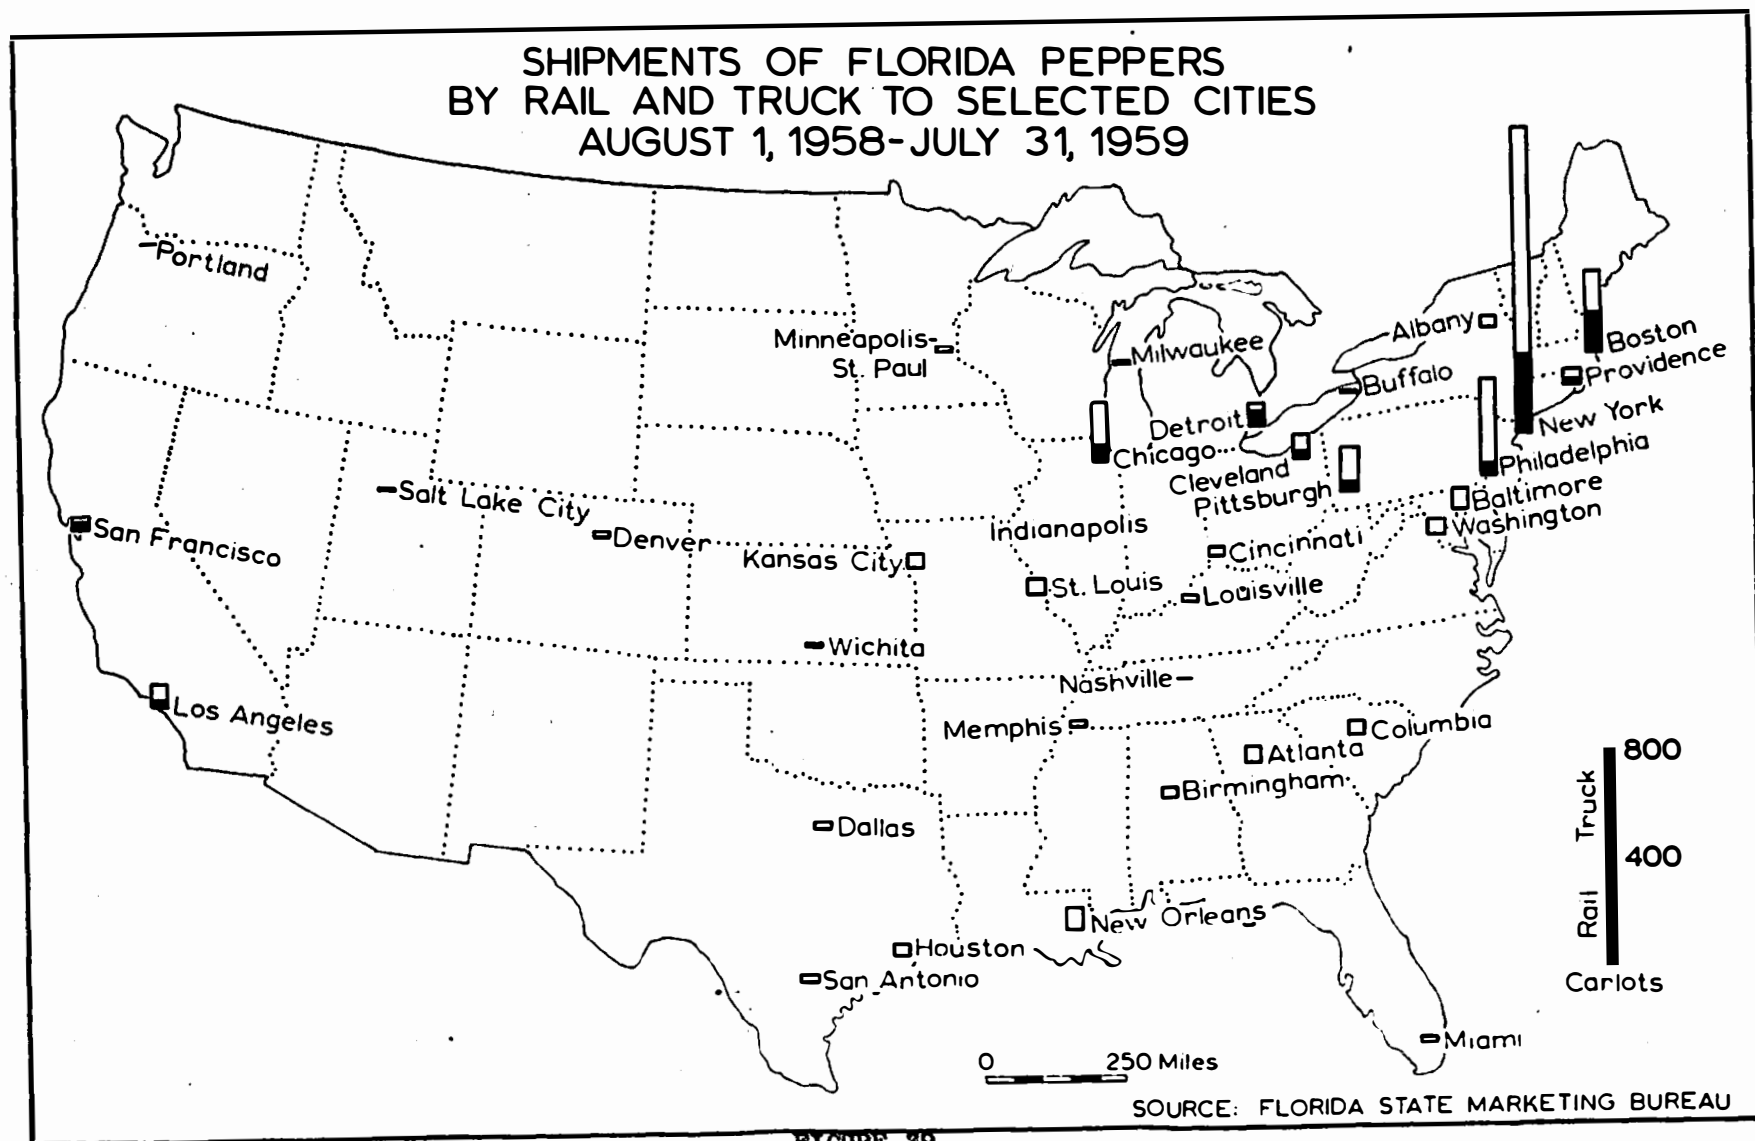 SHIPMENTS OF FLORIDA PEPPERS
BY RAIL AND TRUCK TO SELECTED CITIES
AUGUST 1, 1958-JULY 31, 1959
Portland
Minneapolis-
St. Paul
Milwaukee
Albany
Boston
Providence
Buffalo
Detroit
New York
Chicago
Cleveland
Philadelphia
Pittsburgh
Salt Lake City
Baltimore
Washington
San Francisco
Denver
Indianapolis
Kansas City
Cincinnati
St. Louis
Louisville
Wichita
Nashville
Los Angeles
Memphis
Columbia
Atlanta
Birmingham
Dallas
New Orleans
Houston
San Antonio
Miami
800
Truck
400
Rail
Carlots
0 250 Miles
SOURCE: FLORIDA STATE MARKETING BUREAU